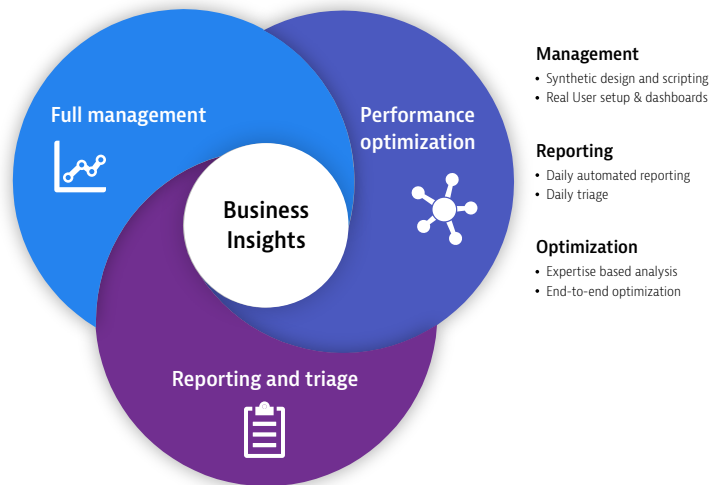 Full management
Performance
optimization
Business
Insights
Reporting and triage
Management
• Synthetic design and scripting
• Real User setup & dashboards
Reporting
• Daily automated reporting
• Daily triage
Optimization
• Expertise based analysis
• End-to-end optimization